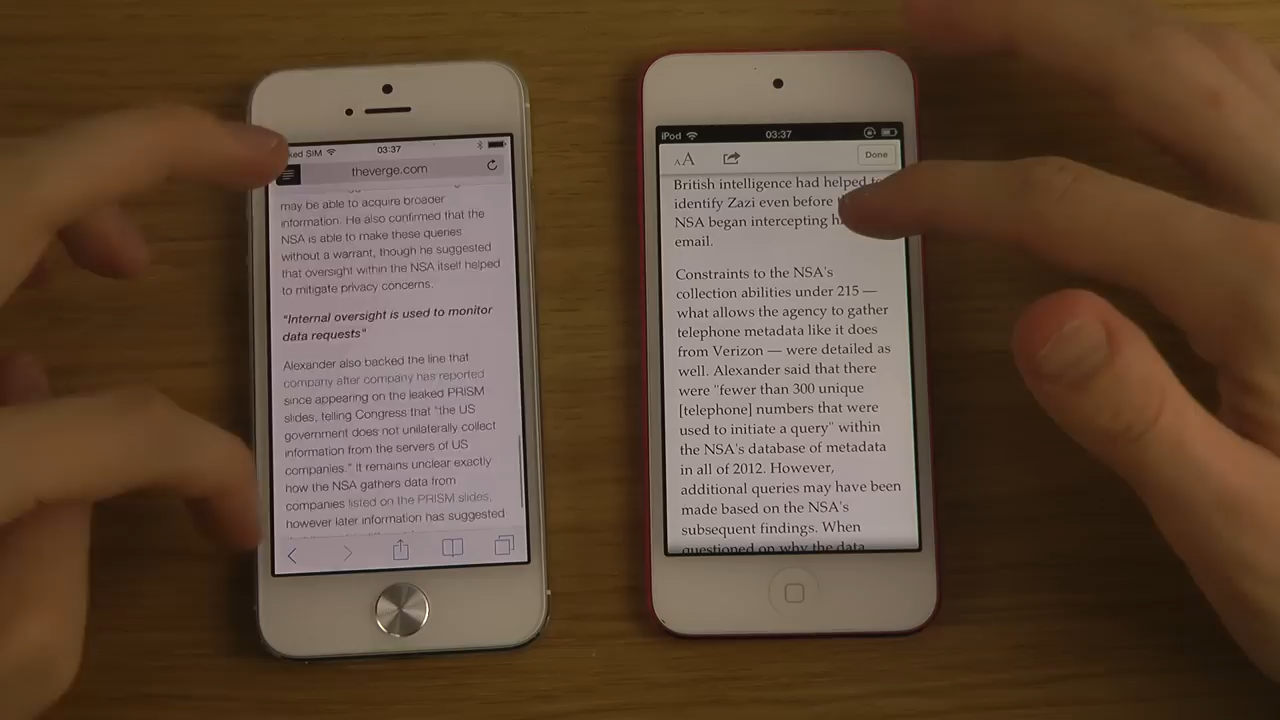 ked SIM
03:37
theverge.com
may be able to acquire broader
information. He also confirmed that the
NSA is able to make these queries
without a warrant, though he suggested
that oversight within the NSA itself helped
to mitigate privacy concerns.
"Internal oversight is used to monitor
data requests"
Alexander also backed the line that
company after company has reported
since appearing on the leaked PRISM
slides, telling Congress that "the US
government does not unilaterally collect
information from the servers of US
companies." It remains unclear exactly
how the NSA gathers data from
companies listed on the PRISM slides,
however later information has suggested
iPod
03:37
AA
Done
British intelligence had helped to
identify Zazi even before
NSA began intercepting
email.
Constraints to the NSA's
collection abilities under 215 —
what allows the agency to gather
telephone metadata like it does
from Verizon — were detailed as
well. Alexander said that there
were "fewer than 300 unique
[telephone] numbers that were
used to initiate a query" within
the NSA's database of metadata
in all of 2012. However,
additional queries may have been
made based on the NSA's
subsequent findings. When
questioned on why the data